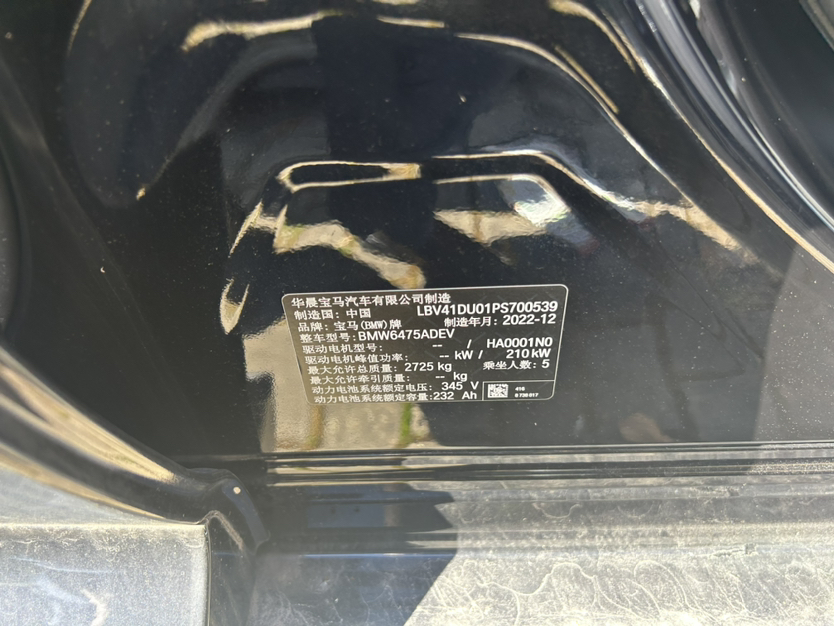 华晨宝马汽车有限公司制造
制造国: 中国 LBV41DU01PS700539
品牌: 宝马(BMW)牌 制造年月: 2022-12
整车型号:BMW6475ADEV
驱动电机型号: -- / HA0001N0
驱动电机峰值功率: -- kW / 210 kW
最大允许总质量: 2725 kg 乘坐人数: 5
最大允许牵引质量: -- kg
动力电池系统额定电压: 345 V
动力电池系统额定容量:232 Ah